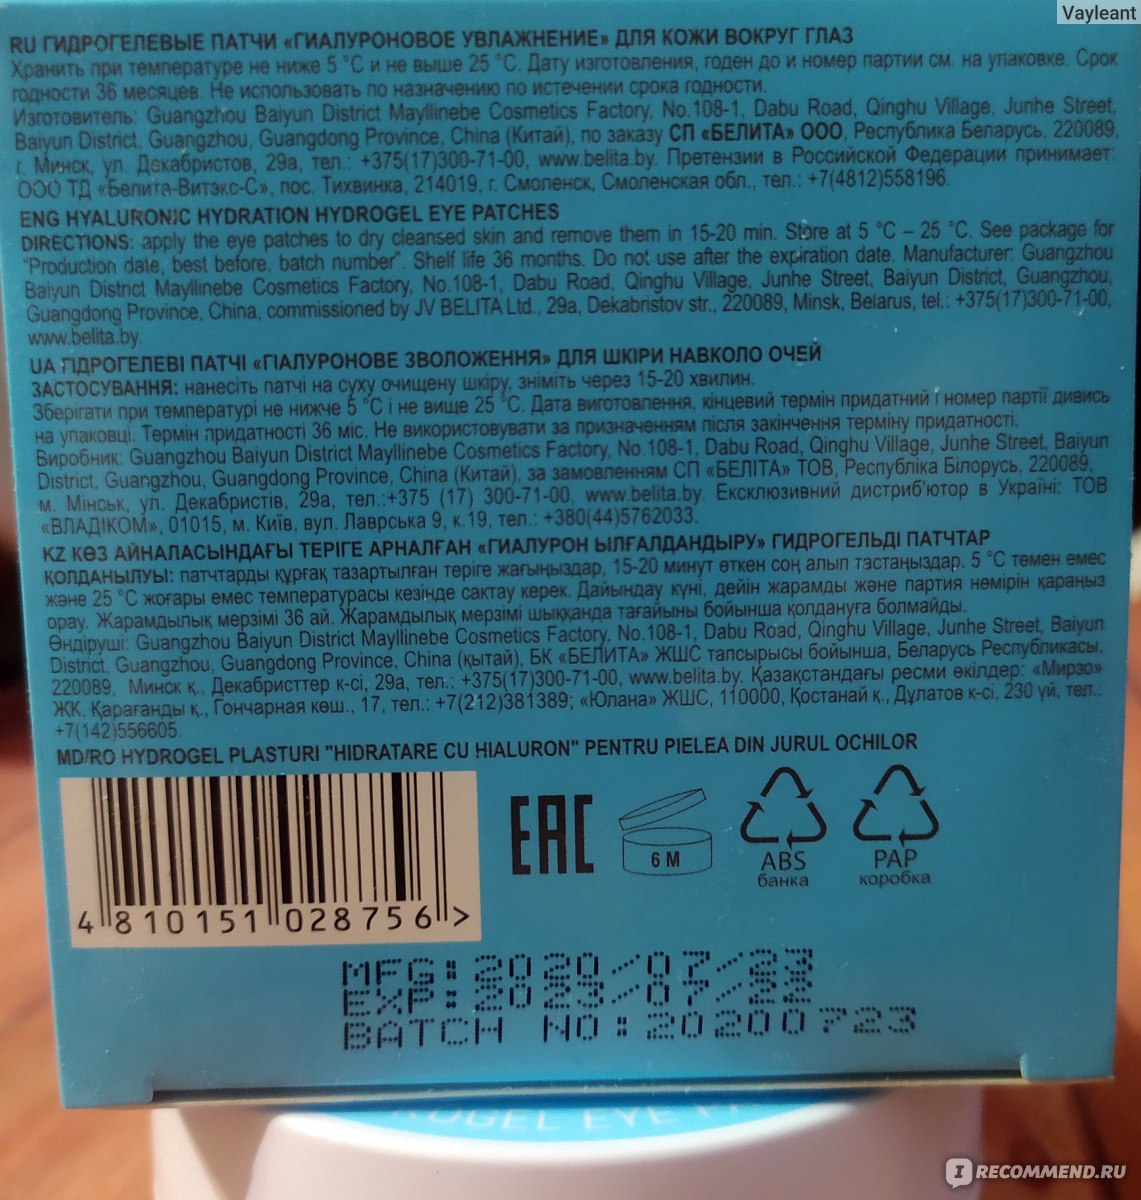 Vayleant
RU ГИДРОГЕЛЕВЫЕ ПАТЧИ «ГИАЛУРОНОВОЕ УВЛАЖНЕНИЕ» ДЛЯ КОЖИ ВОКРУГ ГЛАЗ
Хранить при температуре не ниже 5 °С и не выше 25 °С. Дату изготовления, годен до и номер партии см. на упаковке. Срок
годности 36 месяцев. Не использовать по назначению по истечении срока годности.
Изготовитель: Guangzhou Baiyun District Mayllinebe Cosmetics Factory, No.108-1, Dabu Road, Qinghu Village, Junhe Street,
Baiyun District, Guangzhou, Guangdong Province, China (Китай), по заказу СП «БЕЛИТА» ООО, Республика Беларусь, 220089,
г. Минск, ул. Декабристов, 29а, тел.: +375(17)300-71-00, www.belita.by. Претензии в Российской Федерации принимает:
ООО ТД «Белита-Витэкс-С», пос. Тихвинка, 214019, г. Смоленск, Смоленская обл., тел.: +7(4812)558196.
ENG HYALURONIC HYDRATION HYDROGEL EYE PATCHES
DIRECTIONS: apply the eye patches to dry cleansed skin and remove them in 15-20 min. Store at 5 °C – 25 °C. See package for
"Production date, best before, batch number". Shelf life 36 months. Do not use after the expiration date. Manufacturer: Guangzhou
Baiyun District Mayllinebe Cosmetics Factory, No.108-1, Dabu Road, Qinghu Village, Junhe Street, Baiyun District, Guangzhou,
Guangdong Province, China, commissioned by JV BELITA Ltd., 29a, Dekabristov str., 220089, Minsk, Belarus, tel.: +375(17)300-71-00,
www.belita.by.
UA ГІДРОГЕЛЕВІ ПАТЧІ «ГІАЛУРОНОВЕ ЗВОЛОЖЕННЯ» ДЛЯ ШКІРИ НАВКОЛО ОЧЕЙ
ЗАСТОСУВАННЯ: нанесіть патчі на суху очищену шкіру, зніміть через 15-20 хвилин.
Зберігати при температурі не нижче 5 °С і не вище 25 °С. Дата виготовлення, кінцевий термін придатний і номер партії дивись
на упаковці. Термін придатності 36 міс. Не використовувати за призначенням після закінчення терміну придатності.
Виробник: Guangzhou Baiyun District Mayllinebe Cosmetics Factory, No.108-1, Dabu Road, Qinghu Village, Junhe Street, Baiyun
District, Guangzhou, Guangdong Province, China (Китай), за замовленням СП «БЕЛІТА» ТОВ, Республіка Білорусь, 220089,
м. Мінськ, ул. Декабристів, 29а, тел.:+375 (17) 300-71-00, www.belita.by. Ексклюзивний дистриб'ютор в Україні: ТОВ
«ВЛАДІКОМ», 01015, м. Київ, вул. Лаврська 9, к.19, тел.: +380(44)5762033.
KZ КӨЗ АЙНАЛАСЫНДАҒЫ ТЕРІГЕ АРНАЛҒАН «ГИАЛУРОН ЫЛҒАЛДАНДЫРУ» ГИДРОГЕЛЬДІ ПАТЧТАР
ҚОЛДАНЫЛУЫ: патчтарды құрғақ тазартылған теріге жағыңыздар, 15-20 минут өткен соң алып тастаңыздар. 5 °С төмен емес
және 25 °С жоғары емес температурасы кезінде сактау керек. Дайындау күні, дейін жарамды және партия нөмірін караңыз
орау. Жарамдылық мерзімі 36 ай. Жарамдылық мерзімі шыққанда тағайыны бойынша қолдануға болмайды.
Өндіруші: Guangzhou Baiyun District Mayllinebe Cosmetics Factory, No.108-1, Dabu Road, Qinghu Village, Junhe Street, Baiyun
District, Guangzhou, Guangdong Province, China (қытай), БК «БЕЛИТА» ЖШС тапсырысы бойынша, Беларусь Республикасы,
220089, Минск қ., Декабристтер к-сі, 29а, тел.: +375(17)300-71-00, www.belita.by. Қазақстандағы ресми өкілдер: «Мирзо»
ЖК, Қарағанды қ., Гончарная көш., 17, тел.: +7(212)381389; «Юлана» ЖШС, 110000, Қостанай к., Дұлатов к-сі, 230 үй, тел.:
+7(142)556605.
MD/RO HYDROGEL PLASTURI "HIDRATARE CU HIALURON" PENTRU PIELEA DIN JURUL OCHILOR
EAC
6 M
ABS
банка
PAP
коробка
4 810151 028756 >
MFG: 2020/07/23
EXP: 2023/07/22
BATCH NO: 20200723
EYE
IRECOMMEND.RU